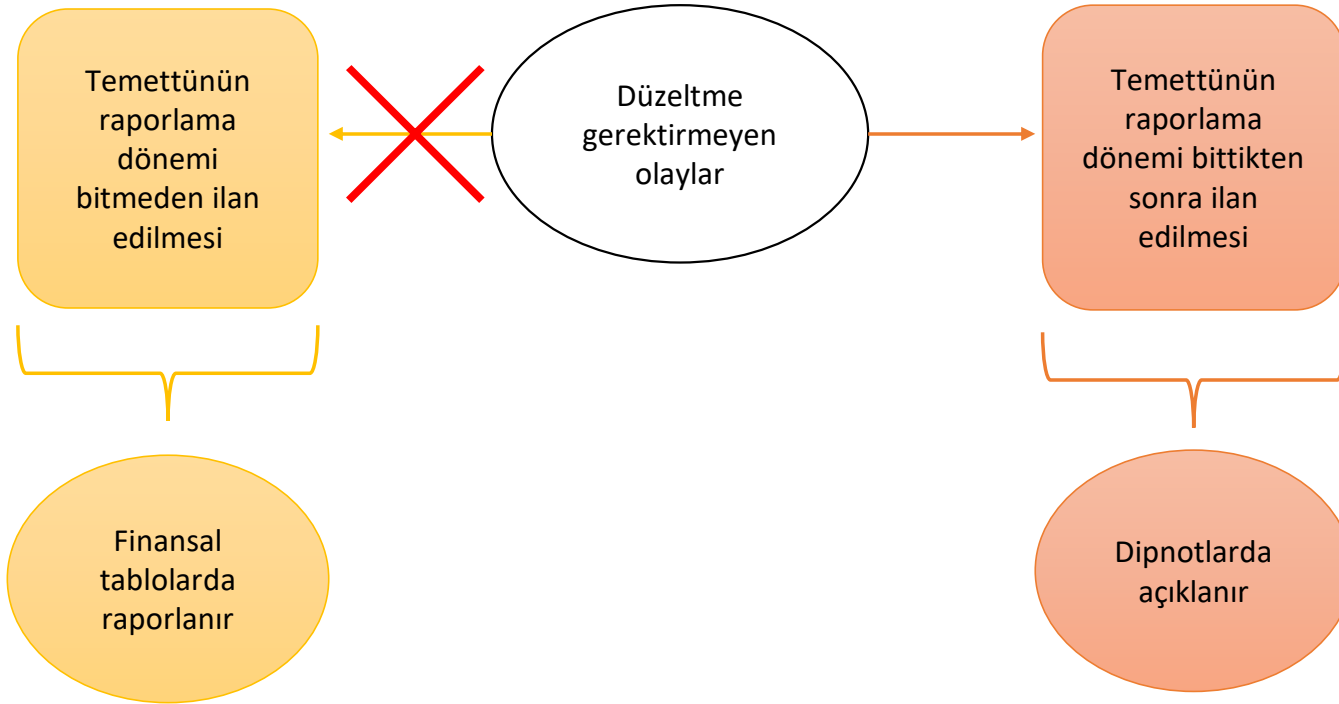 Temettünün
raporlama
dönemi
bitmeden ilan
edilmesi
Düzeltme
gerektirmeyen
olaylar
Temettünün
raporlama
dönemi bittikten
sonra ilan
edilmesi
Finansal
tablolarda
raporlanır
Dipnotlarda
açıklanır